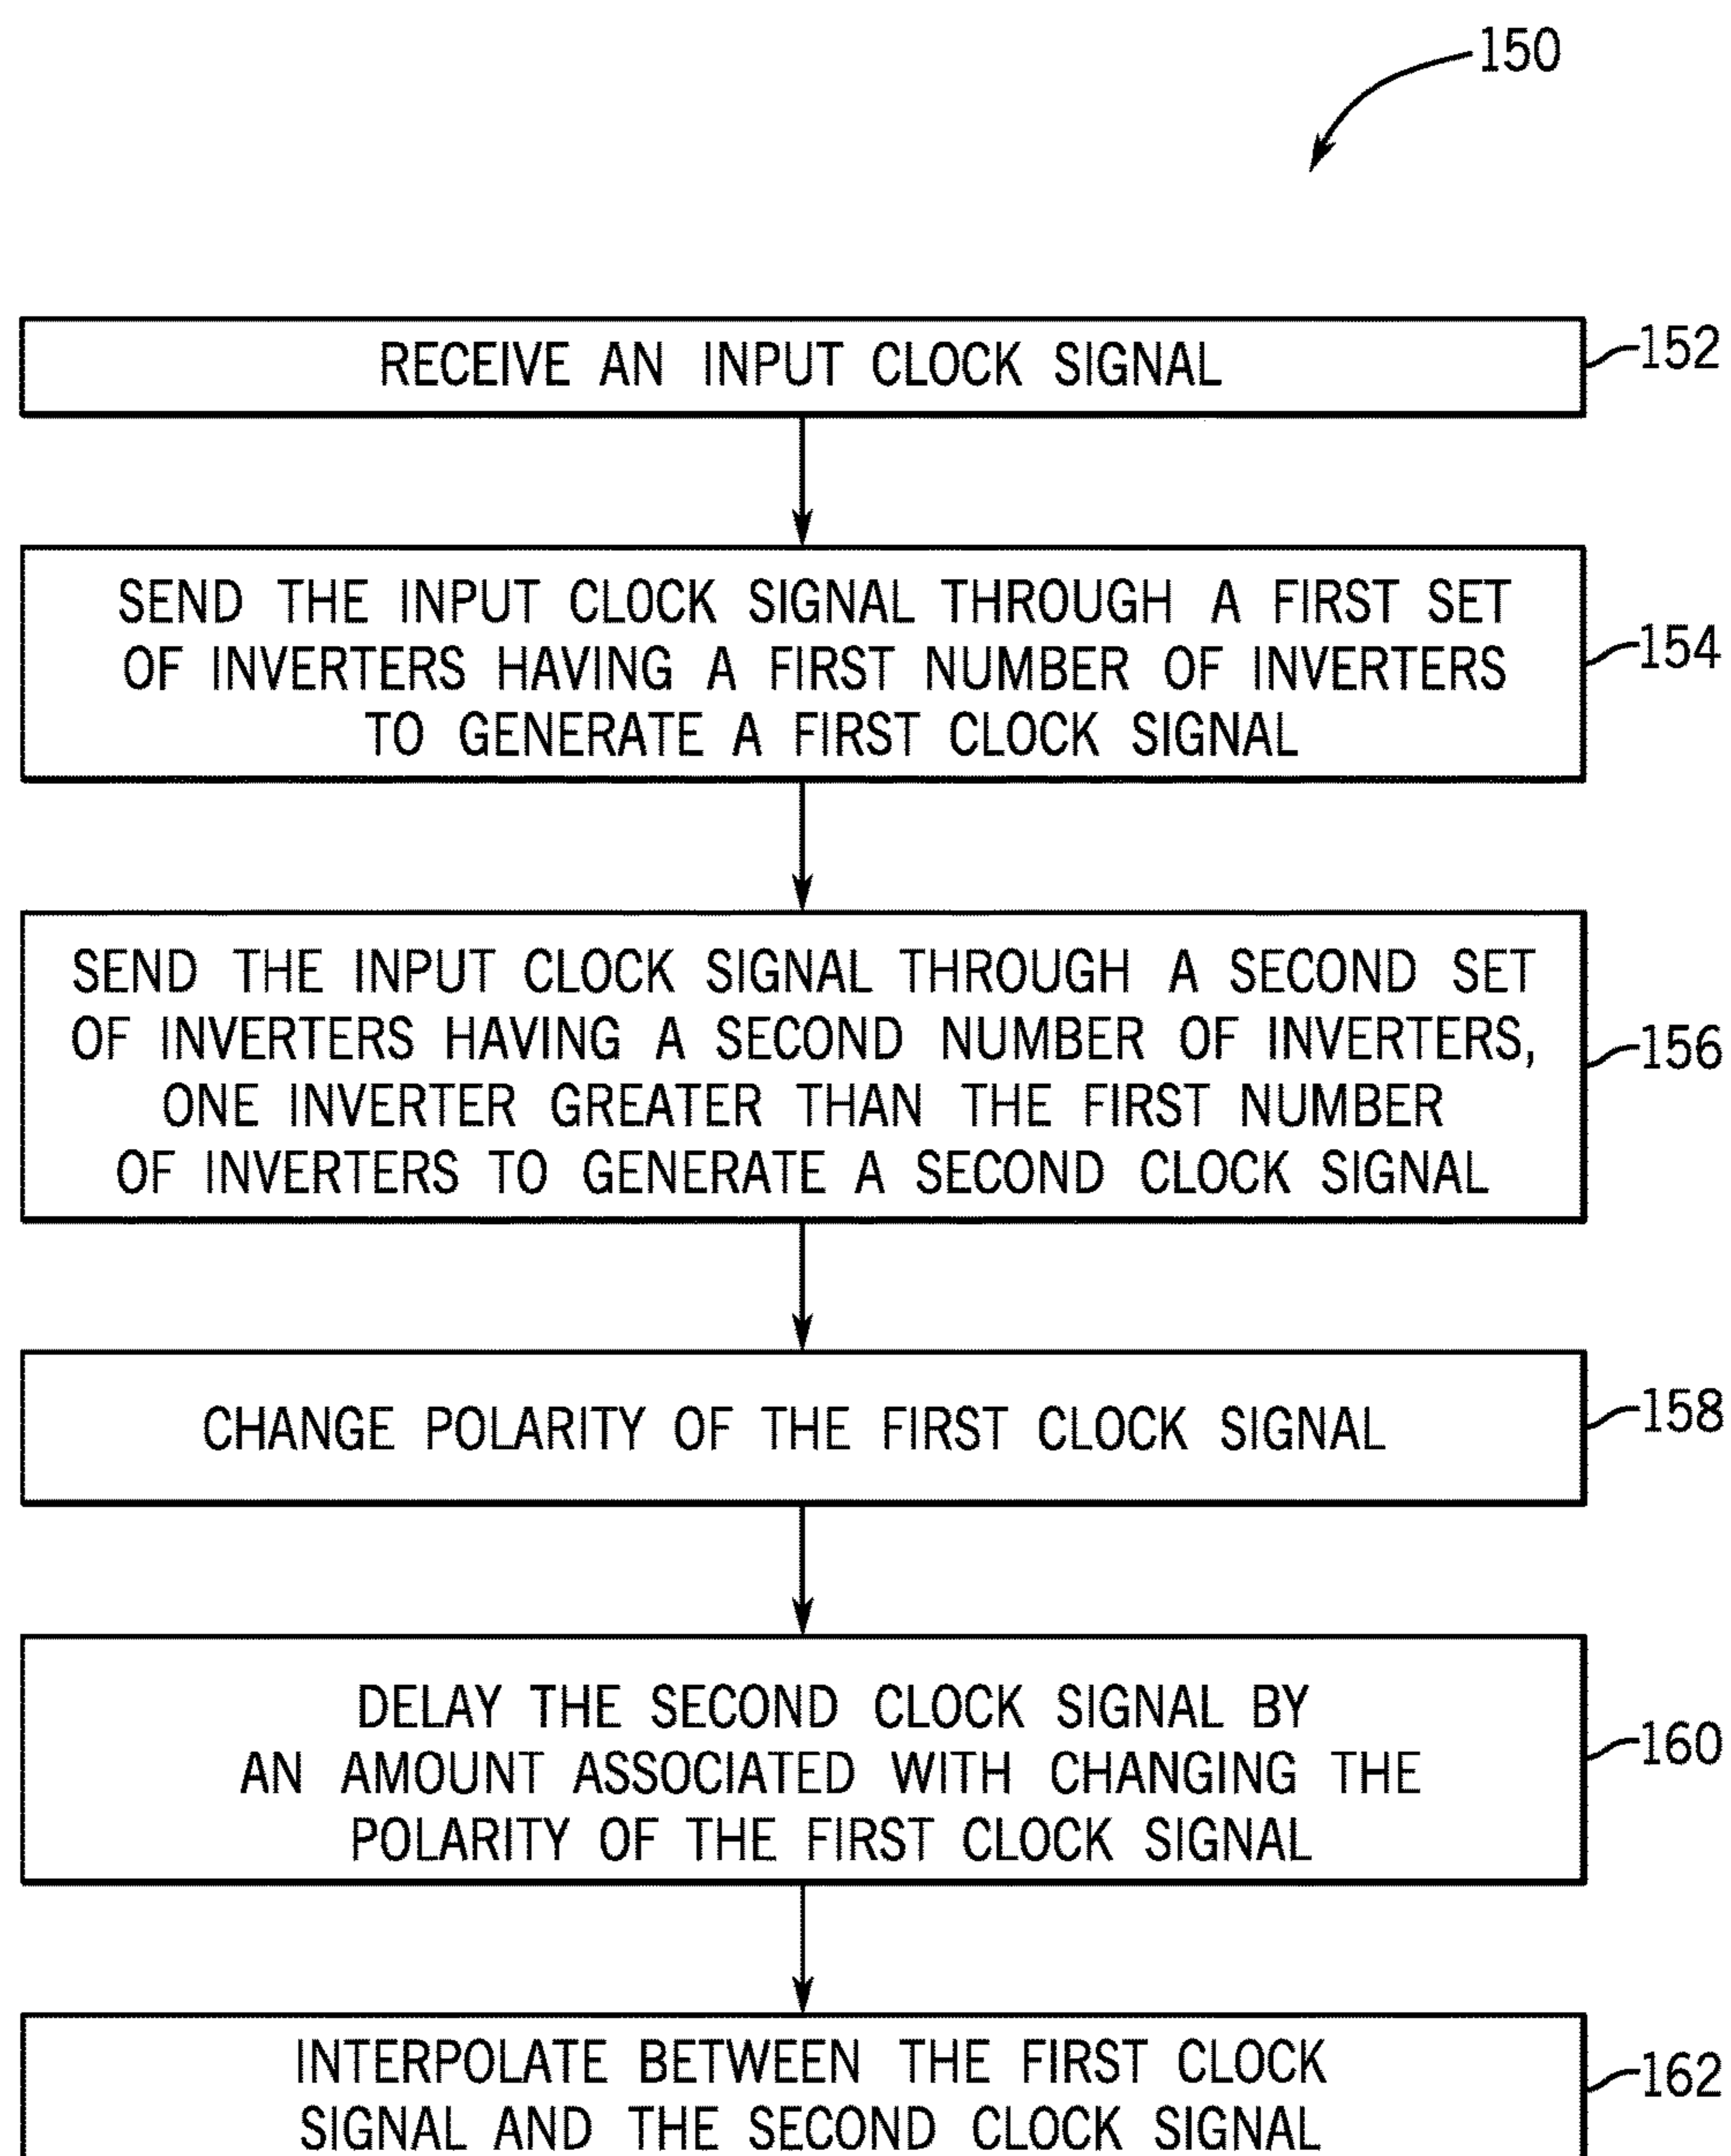 150
RECEIVE AN INPUT CLOCK SIGNAL
152
SEND THE INPUT CLOCK SIGNAL THROUGH A FIRST SET
OF INVERTERS HAVING A FIRST NUMBER OF INVERTERS
TO GENERATE A FIRST CLOCK SIGNAL
154
SEND THE INPUT CLOCK SIGNAL THROUGH A SECOND SET
OF INVERTERS HAVING A SECOND NUMBER OF INVERTERS,
ONE INVERTER GREATER THAN THE FIRST NUMBER
OF INVERTERS TO GENERATE A SECOND CLOCK SIGNAL
156
CHANGE POLARITY OF THE FIRST CLOCK SIGNAL
158
DELAY THE SECOND CLOCK SIGNAL BY
AN AMOUNT ASSOCIATED WITH CHANGING THE
POLARITY OF THE FIRST CLOCK SIGNAL
160
INTERPOLATE BETWEEN THE FIRST CLOCK
SIGNAL AND THE SECOND CLOCK SIGNAL
162